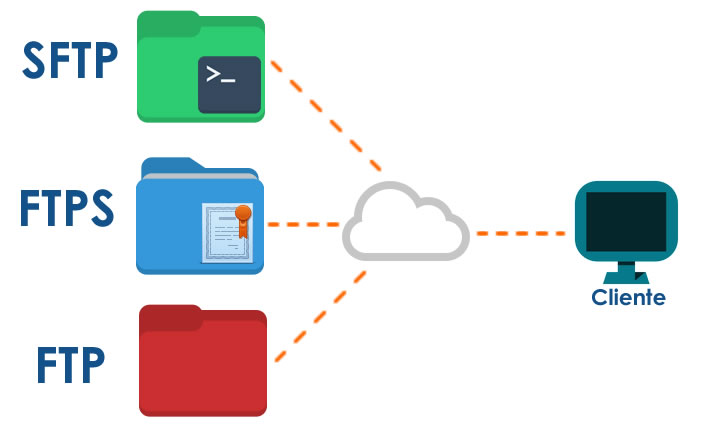 SFTP
>_
FTPS
FTP
Cliente